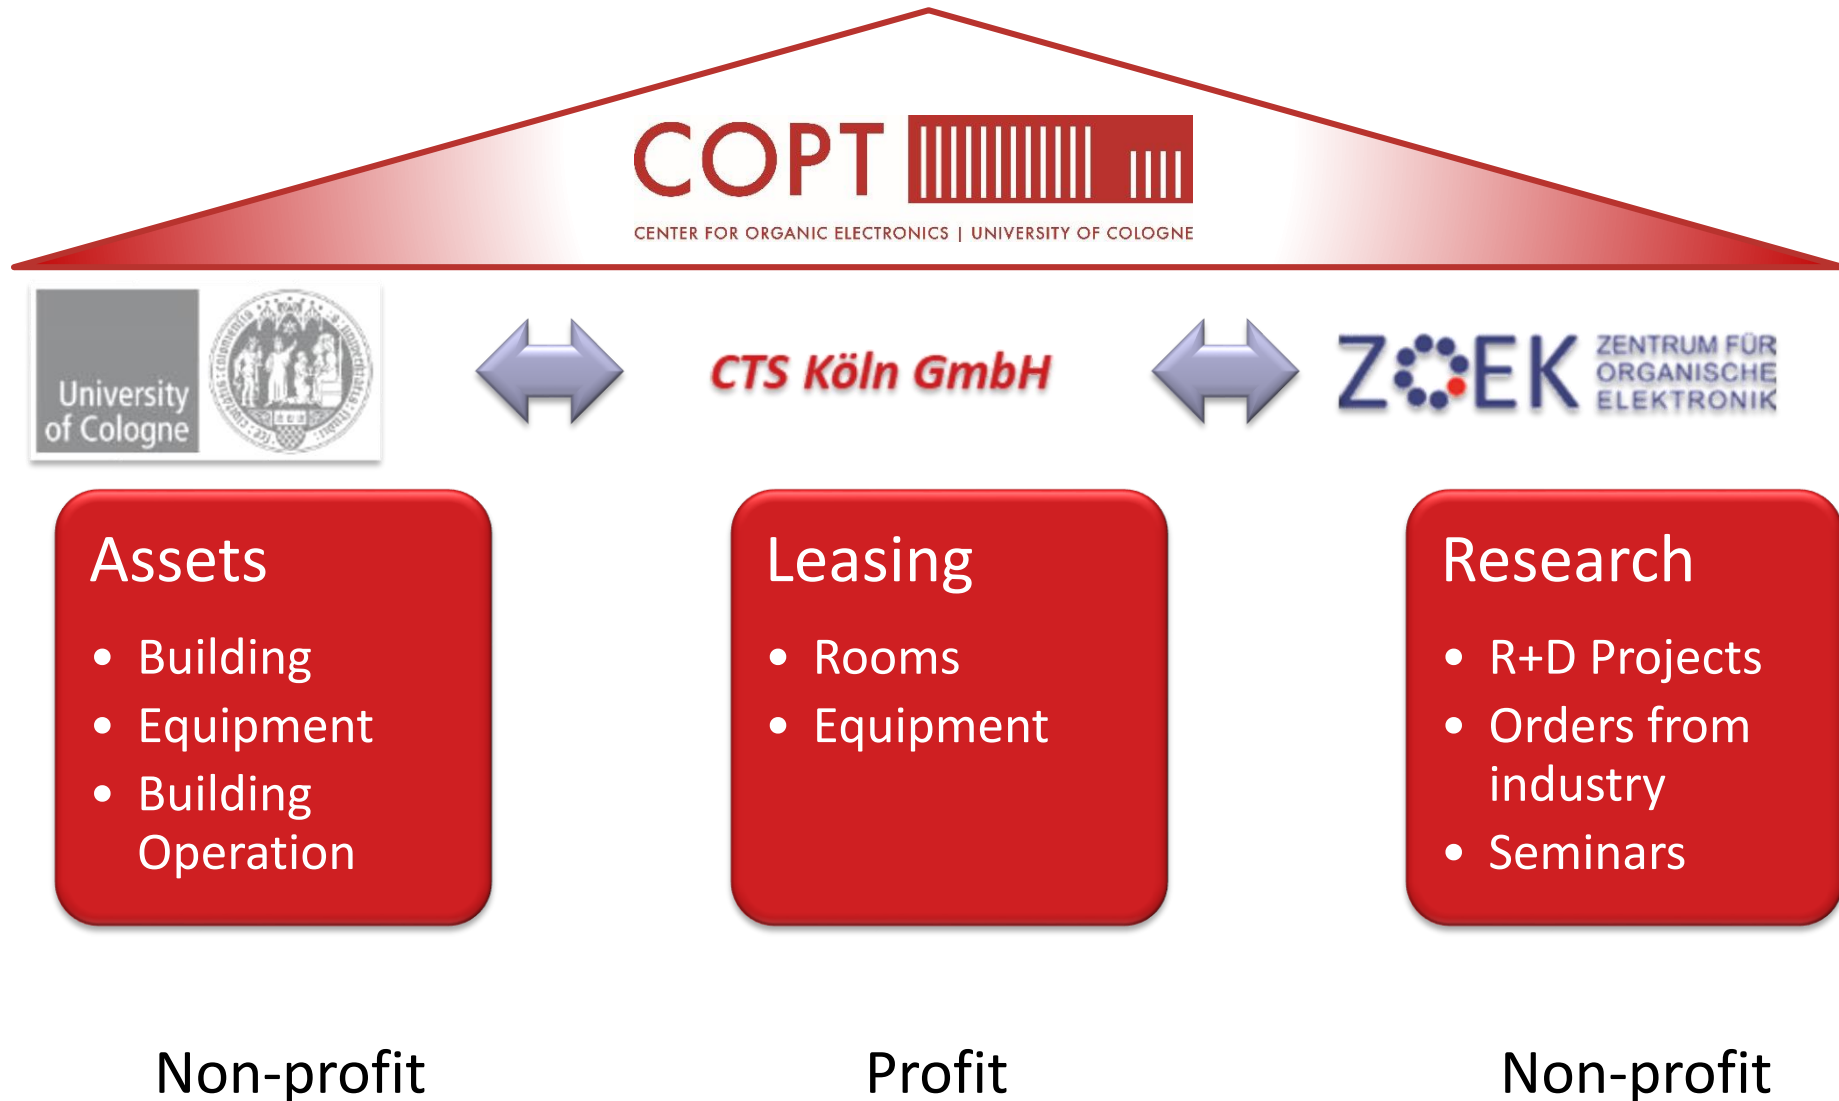 COPT
CENTER FOR ORGANIC ELECTRONICS | UNIVERSITY OF COLOGNE
University
of Cologne
CTS Köln GmbH
ZOEK
ZENTRUM FÜR
ORGANISCHE
ELEKTRONIK
Assets
• Building
• Equipment
• Building
Operation
Leasing
• Rooms
• Equipment
Research
• R+D Projects
• Orders from
industry
• Seminars
Non-profit
Profit
Non-profit